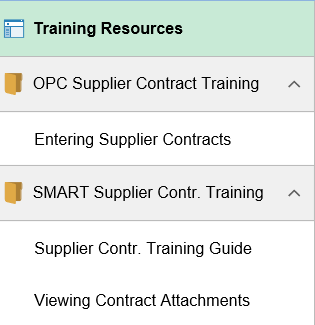 Training Resources
OPC Supplier Contract Training
Entering Supplier Contracts
SMART Supplier Contr. Training
Supplier Contr. Training Guide
Viewing Contract Attachments